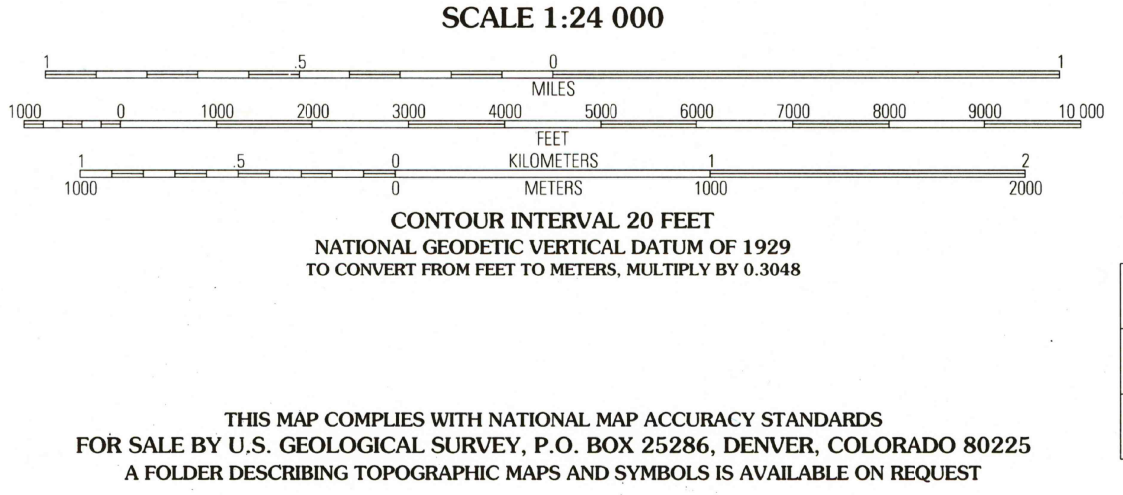 SCALE 1:24 000
1 .5 0 1
MILES
1000 0 1000 2000 3000 4000 5000 6000 7000 8000 9000 10 000
FEET
1 .5 0 KILOMETERS 1 2
1000 0 METERS 1000 2000
CONTOUR INTERVAL 20 FEET
NATIONAL GEODETIC VERTICAL DATUM OF 1929
TO CONVERT FROM FEET TO METERS, MULTIPLY BY 0.3048
THIS MAP COMPLIES WITH NATIONAL MAP ACCURACY STANDARDS
FOR SALE BY U.S. GEOLOGICAL SURVEY, P.O. BOX 25286, DENVER, COLORADO 80225
A FOLDER DESCRIBING TOPOGRAPHIC MAPS AND SYMBOLS IS AVAILABLE ON REQUEST